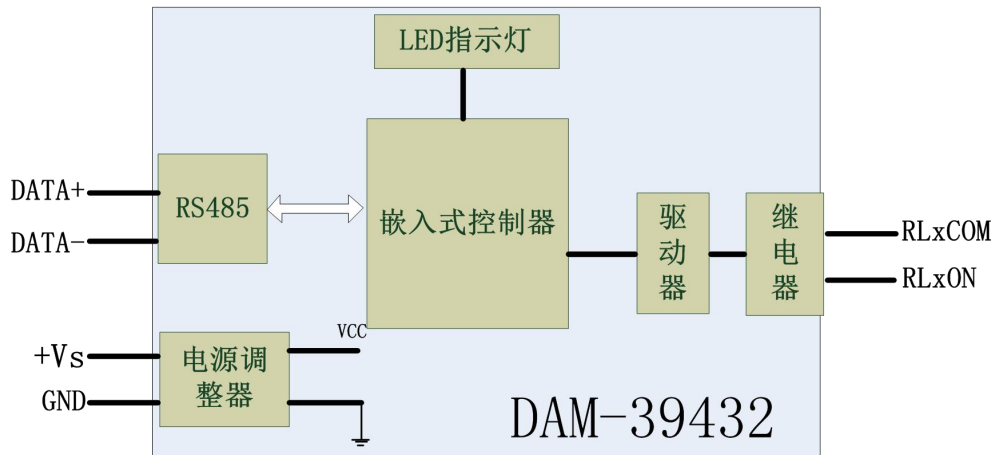 LED指示灯
DATA+
DATA-
RS485
嵌入式控制器
驱
动
器
继
电
器
RLxCOM
RLxON
+Vs
GND
电源调
整器
VCC
DAM-39432